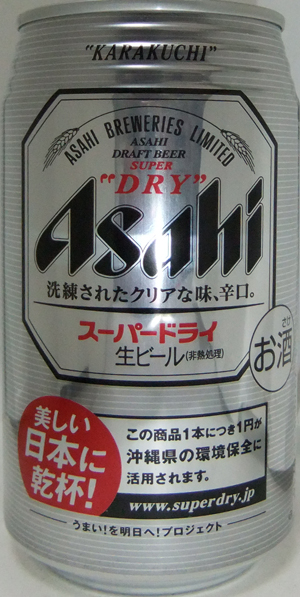 "KARAKUCHI"
ASAHI BREWERIES LIMITED
ASAHI
DRAFT BEER
SUPER
"DRY"
Asahi
洗練されたクリアな味、辛口。
スーパードライ
生ビール(非熱処理)
さけ
お酒
美しい
日本に
乾杯!
この商品1本につき1円が
沖縄県の環境保全に
活用されます。
www.superdry.jp
うまい!を明日へ!プロジェクト